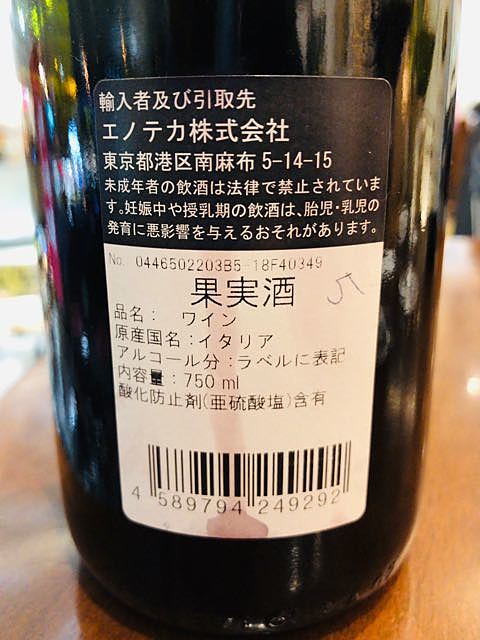 輸入者及び引取先
エノテカ株式会社
東京都港区南麻布 5-14-15
未成年者の飲酒は法律で禁止されていま
す。妊娠中や授乳期の飲酒は、胎児・乳児の
発育に悪影響を与えるおそれがあります。
No. 0446502203B5-18F40349
果実酒
品名： ワイン
原産国名：イタリア
アルコール分：ラベルに表記
内容量：750 ml
酸化防止剤(亜硫酸塩)含有
4 589794 249292